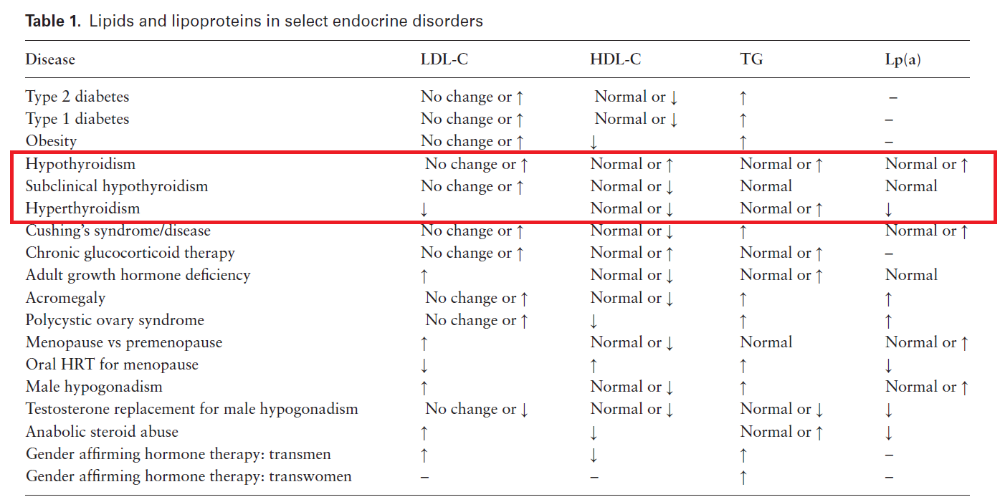 Table 1. Lipids and lipoproteins in select endocrine disorders
Disease LDL-C HDL-C TG Lp(a)
Type 2 diabetes No change or ↑ Normal or ↓ ↑ –
Type 1 diabetes No change or ↑ Normal or ↓ ↑ –
Obesity No change or ↑ ↓ ↑ –
Hypothyroidism No change or ↑ Normal or ↑ Normal or ↑ Normal or ↑
Subclinical hypothyroidism No change or ↑ Normal or ↓ Normal Normal
Hyperthyroidism ↓ Normal or ↓ Normal or ↑ ↓
Cushing's syndrome/disease No change or ↑ Normal or ↓ ↑ Normal or ↑
Chronic glucocorticoid therapy No change or ↑ Normal or ↑ Normal or ↑ –
Adult growth hormone deficiency ↑ Normal or ↓ Normal or ↑ Normal
Acromegaly No change or ↑ Normal or ↓ ↑ ↑
Polycystic ovary syndrome No change or ↑ ↓ ↑ ↑
Menopause vs premenopause ↑ Normal or ↓ Normal Normal or ↑
Oral HRT for menopause ↓ ↑ ↑ ↓
Male hypogonadism ↑ Normal or ↓ ↑ Normal or ↑
Testosterone replacement for male hypogonadism No change or ↓ Normal or ↓ Normal or ↓ ↓
Anabolic steroid abuse ↑ ↓ Normal or ↑ ↓
Gender affirming hormone therapy: transmen ↑ ↓ ↑ –
Gender affirming hormone therapy: transwomen – – ↑ –